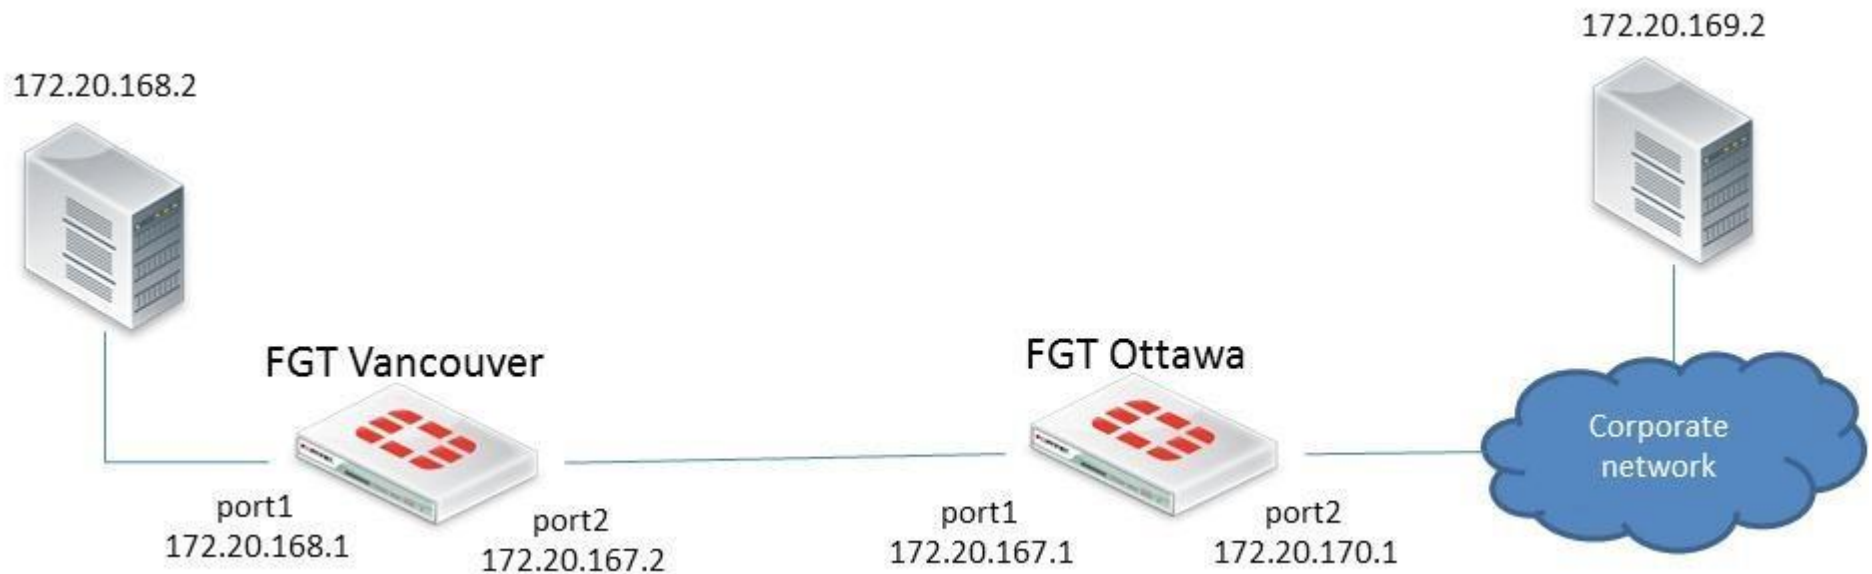 172.20.169.2
172.20.168.2
FGT Vancouver
FGT Ottawa
Corporate
network
port1
172.20.168.1
port2
172.20.167.2
port1
172.20.167.1
port2
172.20.170.1